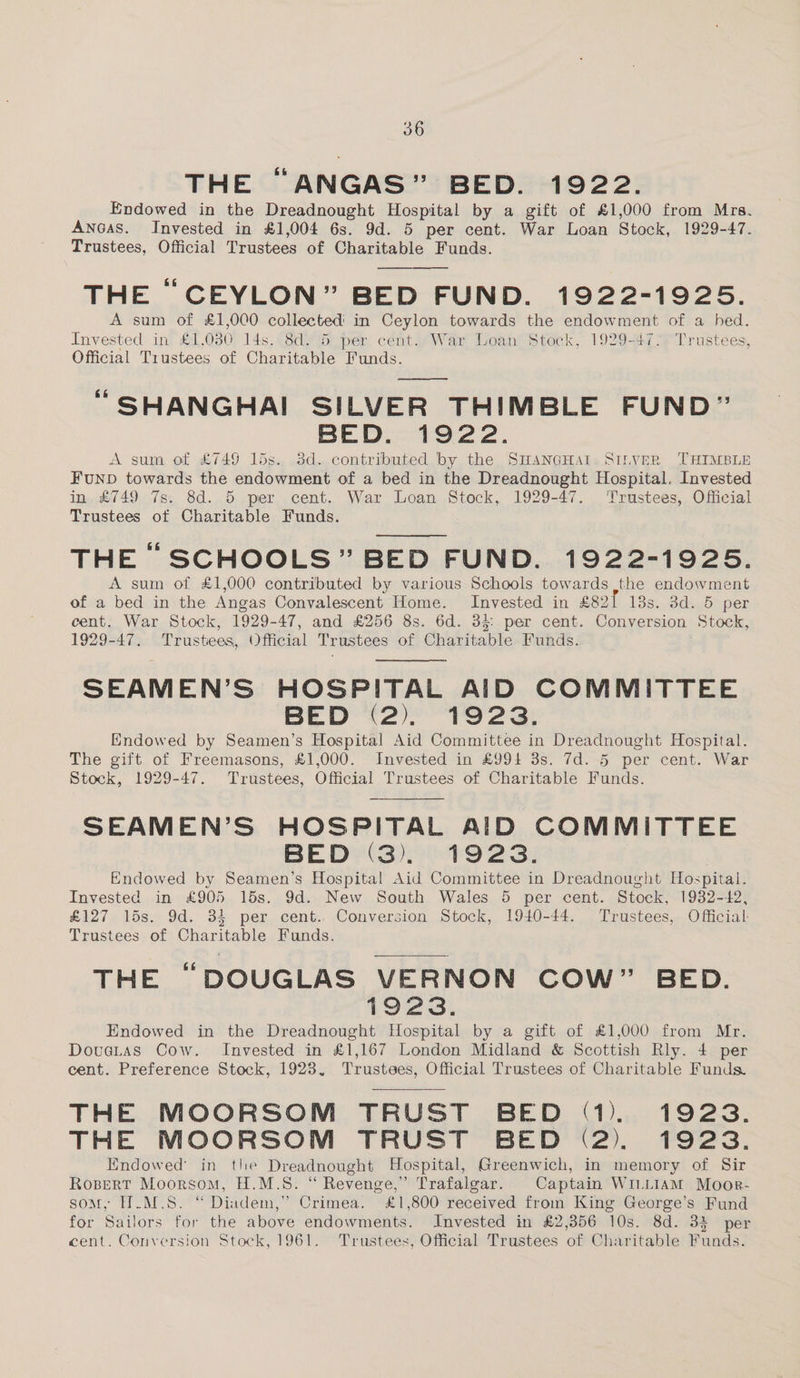 36
THE “ANGAS” BED. 1922.
Endowed in the Dreadnought Hospital by a gift of £1,000 from Mrs.
ANGAS. Invested in £1,004 6s. 9d. 5 per cent. War Loan Stock, 1929-47.
Trustees, Official Trustees of Charitable Funds.
THE “CEYLON” BED FUND. 1922-1925.
A sum of £1,000 collected in Ceylon towards the endowment of a bed.
Invested in £1,030 14s. 8d. 5 per cent. War Loan Stock, 1929-47. Trustees,
Official Trustees of Charitable Funds.
“SHANGHAI SILVER THIMBLE FUND”
BED. 1922.
A sum of £749 15s. 3d. contributed by the SHANGHAI SILVER THIMBLE
FUND towards the endowment of a bed in the Dreadnought Hospital. Invested
in £749 7s. 8d. 5 per cent. War Loan Stock, 1929-47. Trustees, Official
Trustees of Charitable Funds.
THE “SCHOOLS” BED FUND. 1922-1925.
A sum of £1,000 contributed by various Schools towards the endowment
of a bed in the Angas Convalescent Home. Invested in £821 13s. 3d. 5 per
cent. War Stock, 1929-47, and £256 8s. 6d. 3½ per cent. Conversion Stock,
1929-47. Trustees, Official Trustees of Charitable Funds.
SEAMEN'S HOSPITAL AID COMMITTEE
BED (2). 1923.
Endowed by Seamen's Hospital Aid Committee in Dreadnought Hospital.
The gift of Freemasons, £1,000. Invested in £994 3s. 7d. 5 per cent. War
Stock, 1929-47. Trustees, Official Trustees of Charitable Funds.
SEAMEN'S HOSPITAL AID COMMITTEE
BED (3). 1923.
Endowed by Seamen's Hospital Aid Committee in Dreadnought Hospital.
Invested in £905 15s. 9d. New South Wales 5 per cent. Stock, 1932-42,
£127 15s. 9d. 3½ per cent. Conversion Stock, 1940-44. Trustees, Official
Trustees of Charitable Funds.
THE “DOUGLAS VERNON COW” BED.
1923.
Endowed in the Dreadnought Hospital by a gift of £1,000 from Mr.
DOUGLAS COW. Invested in £1,167 London Midland & Scottish Rly. 4 per
cent. Preference Stock, 1923. Trustees, Official Trustees of Charitable Funds.
THE MOORSOM TRUST BED (1). 1923.
THE MOORSOM TRUST BED (2). 1923.
Endowed in the Dreadnought Hospital, Greenwich, in memory of Sir
ROBERT MOORSOM, H.M.S. “Revenge,” Trafalgar. Captain WILLIAM MOOR-
SOM, H.M.S. “Diadem,” Crimea. £1,800 received from King George's Fund
for Sailors for the above endowments. Invested in £2,356 10s. 8d. 3½ per
cent. Conversion Stock, 1961. Trustees, Official Trustees of Charitable Funds.